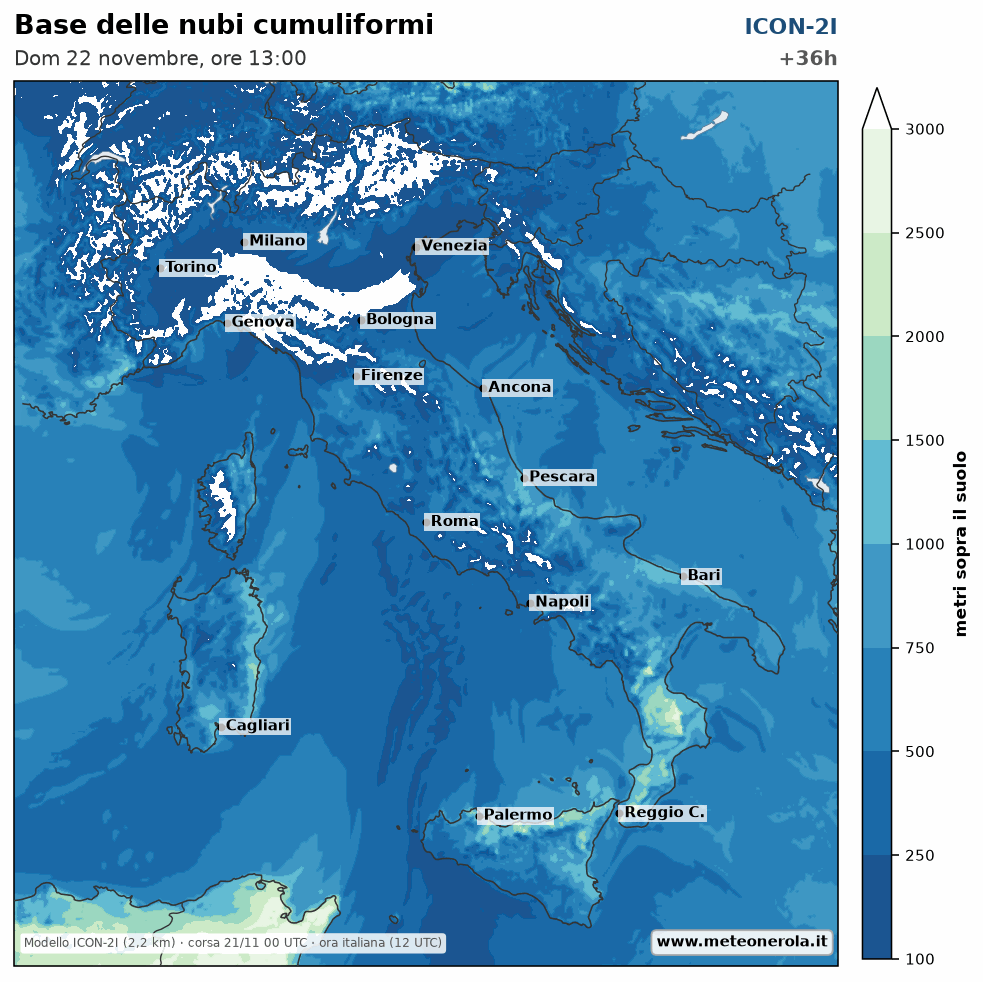 Base delle nubi cumuliformi
ICON-2I
Dom 22 novembre, ore 13:00
+36h
Milano
Venezia
Torino
Genova
Bologna
Firenze
Ancona
Pescara
Roma
Bari
Napoli
Cagliari
Palermo
Reggio C.
3000
2500
2000
1500
1000
750
500
250
100
metri sopra il suolo
Modello ICON-2I (2,2 km) · corsa 21/11 00 UTC · ora italiana (12 UTC)
www.meteonerola.it